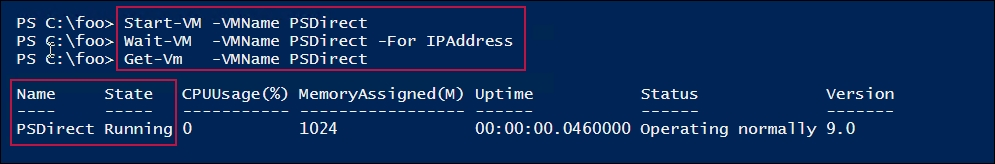 PS C:\foo> Start-VM -VMName PSDirect
PS C:\foo> Wait-VM  -VMName PSDirect -For IPAddress
PS C:\foo> Get-Vm   -VMName PSDirect
Name     State   CPUUsage(%) MemoryAssigned(M) Uptime           Status             Version
----     -----   ----------- ----------------- ------           ------             -------
PSDirect Running 0           1024              00:00:00.0460000 Operating normally 9.0